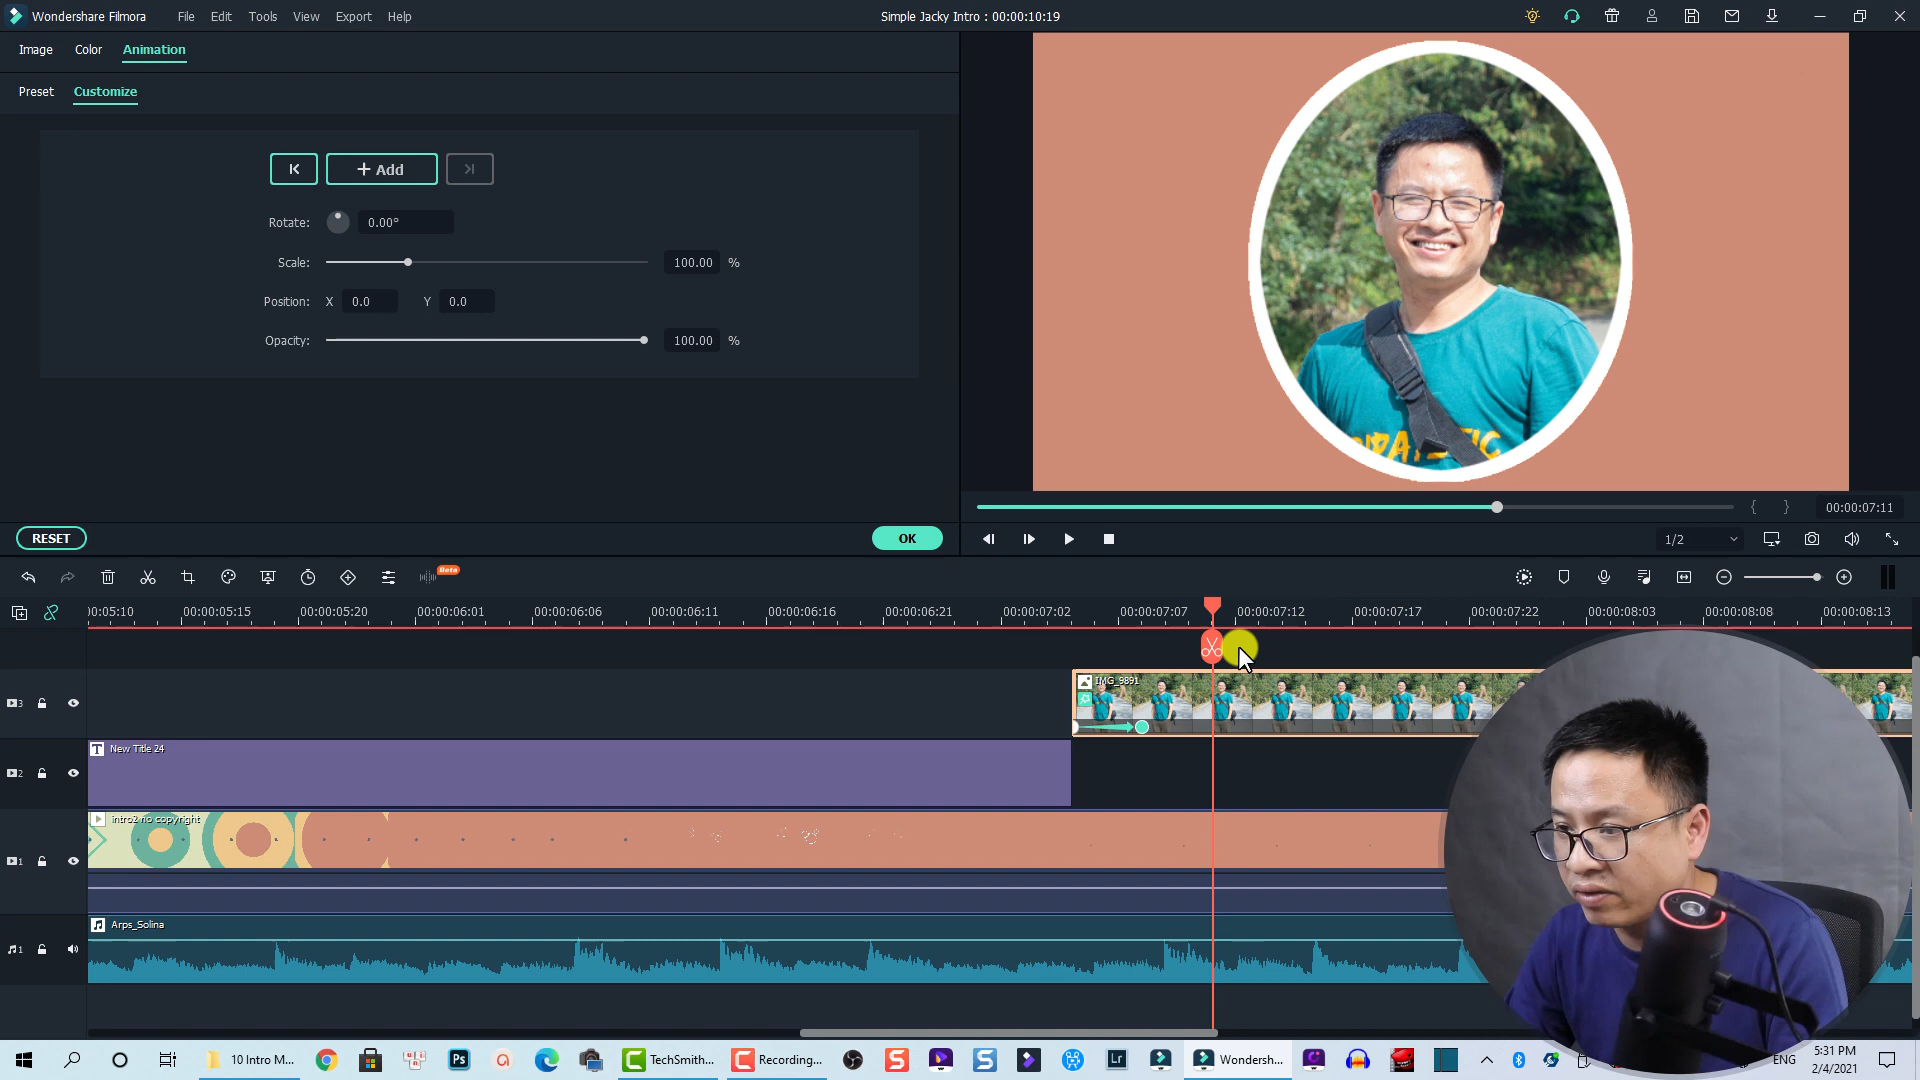 Wondershare Filmora File Edit Tools View Export Help Simple Jacky Intro : 00:00:10:19
Image Color Animation
Preset Customize
Add
Rotate: 0.00°
Scale: 100.00 %
Position: X 0.0 Y 0.0
Opacity: 100.00 %
RESET OK
00:00:07:11
1/2
Beta
00:05:10 00:00:05:15 00:00:05:20 00:00:06:01 00:00:06:06 00:00:06:11 00:00:06:16 00:00:06:21 00:00:07:02 00:00:07:07 00:00:07:12 00:00:07:17 00:00:07:22 00:00:08:03 00:00:08:08 00:00:08:13
IMG_9891
3
New Title 24
2
intro2 no copyright
1
Arps_Solina
1
10 Intro M... Ps TechSmith... Recording... Lr Wondersh... ENG
5:31 PM
2/4/2021